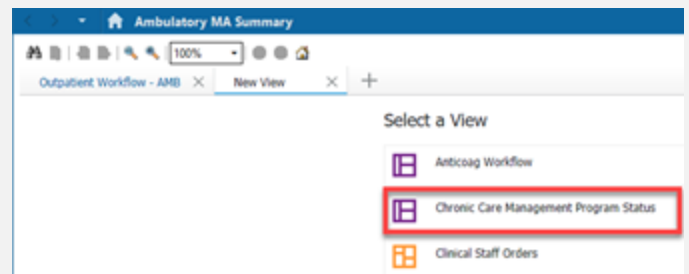 Ambulatory MA Summary
100%
Outpatient Workflow - AMB
New View
Select a View
Anticoag Workflow
Chronic Care Management Program Status
Clinical Staff Orders